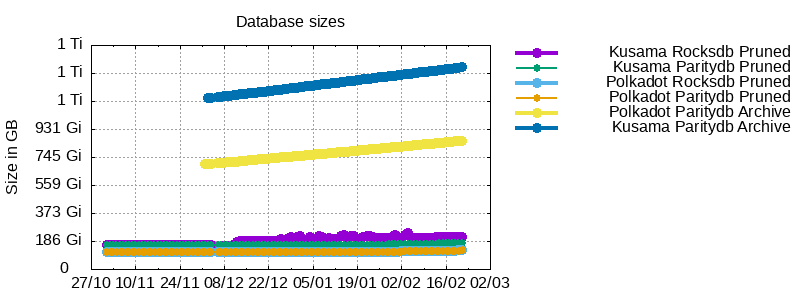 Database sizes
1 Ti
1 Ti
1 Ti
931 Gi
745 Gi
559 Gi
373 Gi
186 Gi
0
Size in GB
27/10 10/11 24/11 08/12 22/12 05/01 19/01 02/02 16/02 02/03
Kusama Rocksdb Pruned
Kusama Paritydb Pruned
Polkadot Rocksdb Pruned
Polkadot Paritydb Pruned
Polkadot Paritydb Archive
Kusama Paritydb Archive